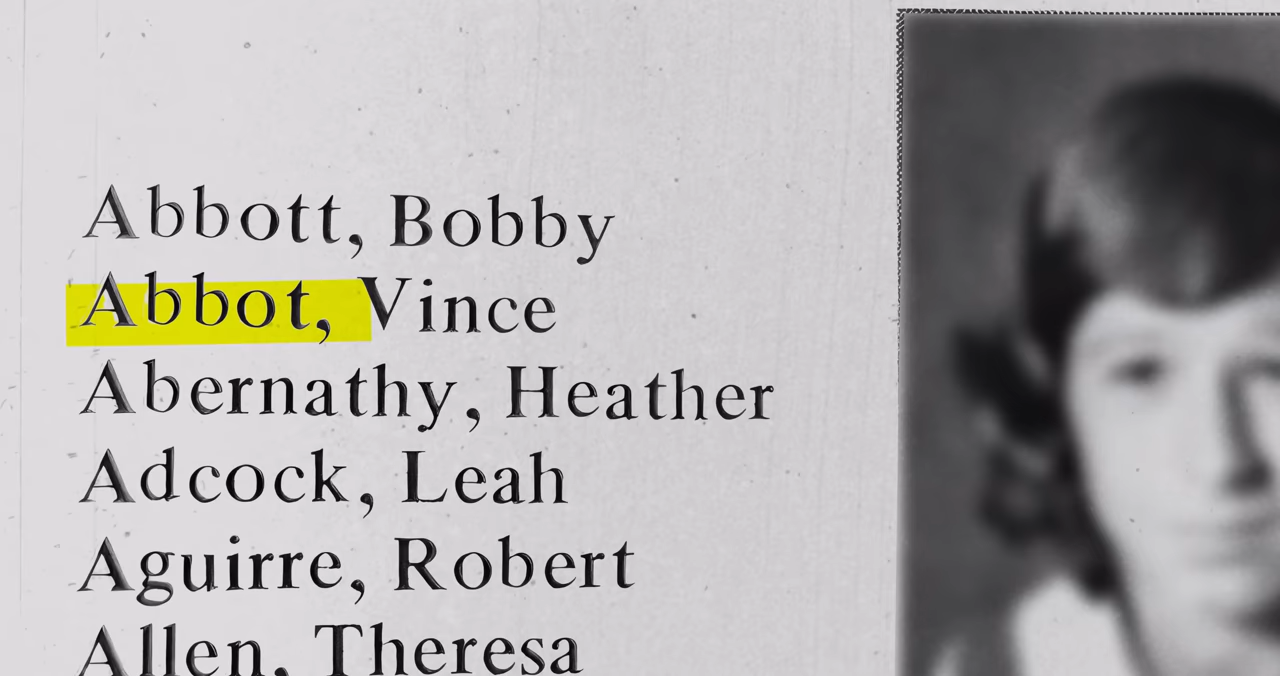 Abbott, Bobby
Abbot, Vince
Abernathy, Heather
Adcock, Leah
Aguirre, Robert
Allen, Theresa